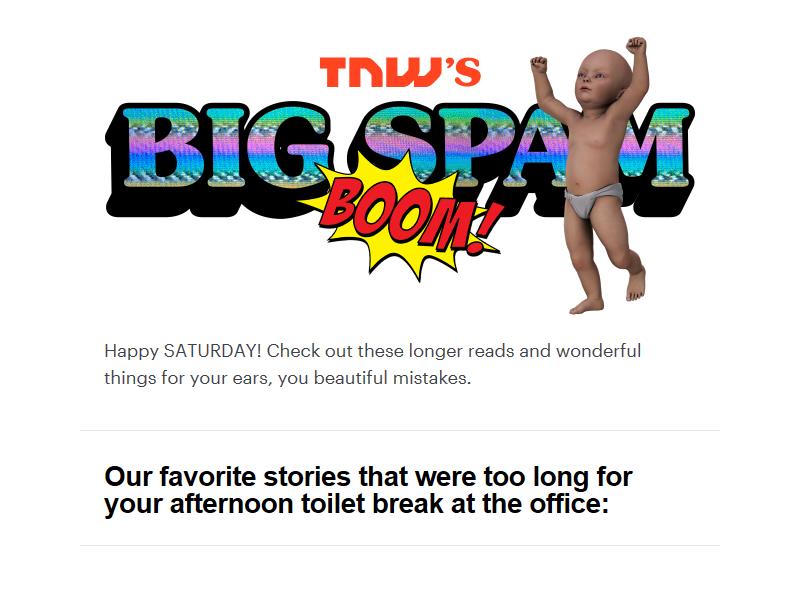 TNW'S
BIG SPAM
BOOM!
Happy SATURDAY! Check out these longer reads and wonderful
things for your ears, you beautiful mistakes.
Our favorite stories that were too long for
your afternoon toilet break at the office: